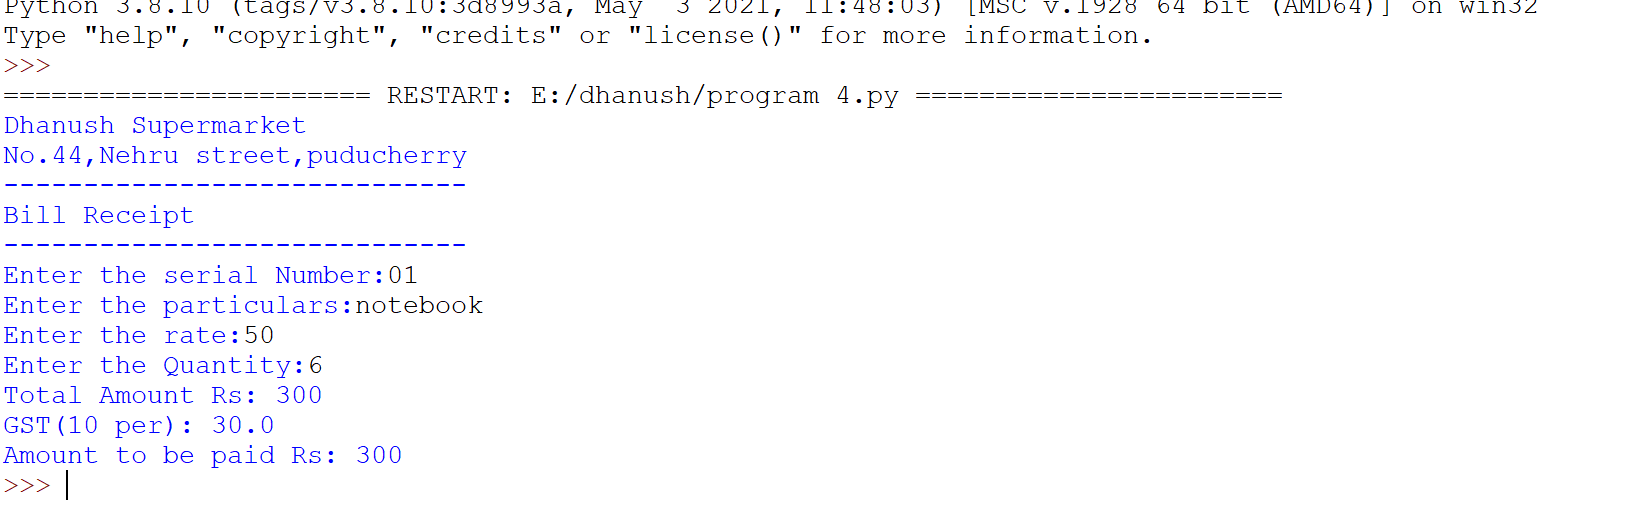 Python 3.8.10 (tags/v3.8.10:3d8993a, May  3 2021, 11:48:03) [MSC v.1928 64 bit (AMD64)] on win32
Type "help", "copyright", "credits" or "license()" for more information.
>>>
======================= RESTART: E:/dhanush/program 4.py =======================
Dhanush Supermarket
No.44,Nehru street,puducherry
-----------------------------
Bill Receipt
-----------------------------
Enter the serial Number:01
Enter the particulars:notebook
Enter the rate:50
Enter the Quantity:6
Total Amount Rs: 300
GST(10 per): 30.0
Amount to be paid Rs: 300
>>>